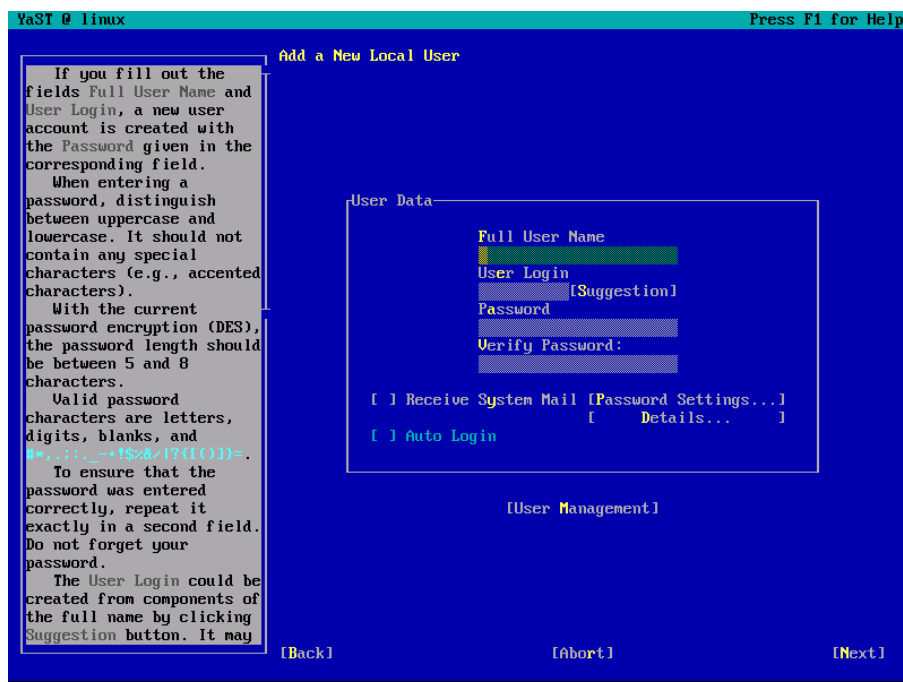 YaST @ linux Press F1 for Help
Add a New Local User
If you fill out the
fields Full User Name and
User Login, a new user
account is created with
the Password given in the
corresponding field.
When entering a
password, distinguish
between uppercase and
lowercase. It should not
contain any special
characters (e.g., accented
characters).
With the current
password encryption (DES),
the password length should
be between 5 and 8
characters.
Valid password
characters are letters,
digits, blanks, and
#*,.;:._-+!$%&/|?{[()]}=.
To ensure that the
password was entered
correctly, repeat it
exactly in a second field.
Do not forget your
password.
The User Login could be
created from components of
the full name by clicking
Suggestion button. It may
User Data
Full User Name
User Login
[Suggestion]
Password
Verify Password:
[ ] Receive System Mail [Password Settings...]
[ Details... ]
[ ] Auto Login
[User Management]
[Back] [Abort] [Next]